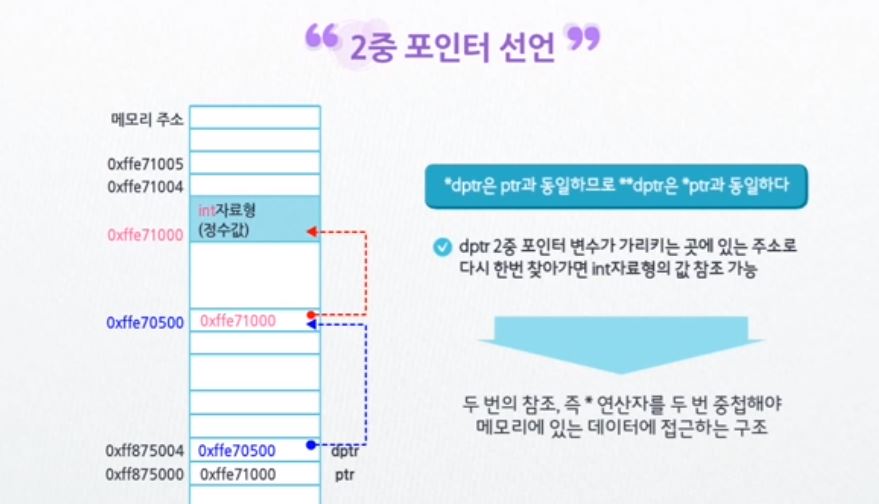 “ 2중 포인터 선언 ”
메모리 주소
0xffe71005
0xffe71004
int자료형
(정수값)
0xffe71000
0xffe70500 0xffe71000
0xff875004 0xffe70500 dptr
0xff875000 0xffe71000 ptr
*dptr은 ptr과 동일하므로 **dptr은 *ptr과 동일하다
dptr 2중 포인터 변수가 가리키는 곳에 있는 주소로
다시 한번 찾아가면 int자료형의 값 참조 가능
두 번의 참조, 즉 * 연산자를 두 번 중첩해야
메모리에 있는 데이터에 접근하는 구조